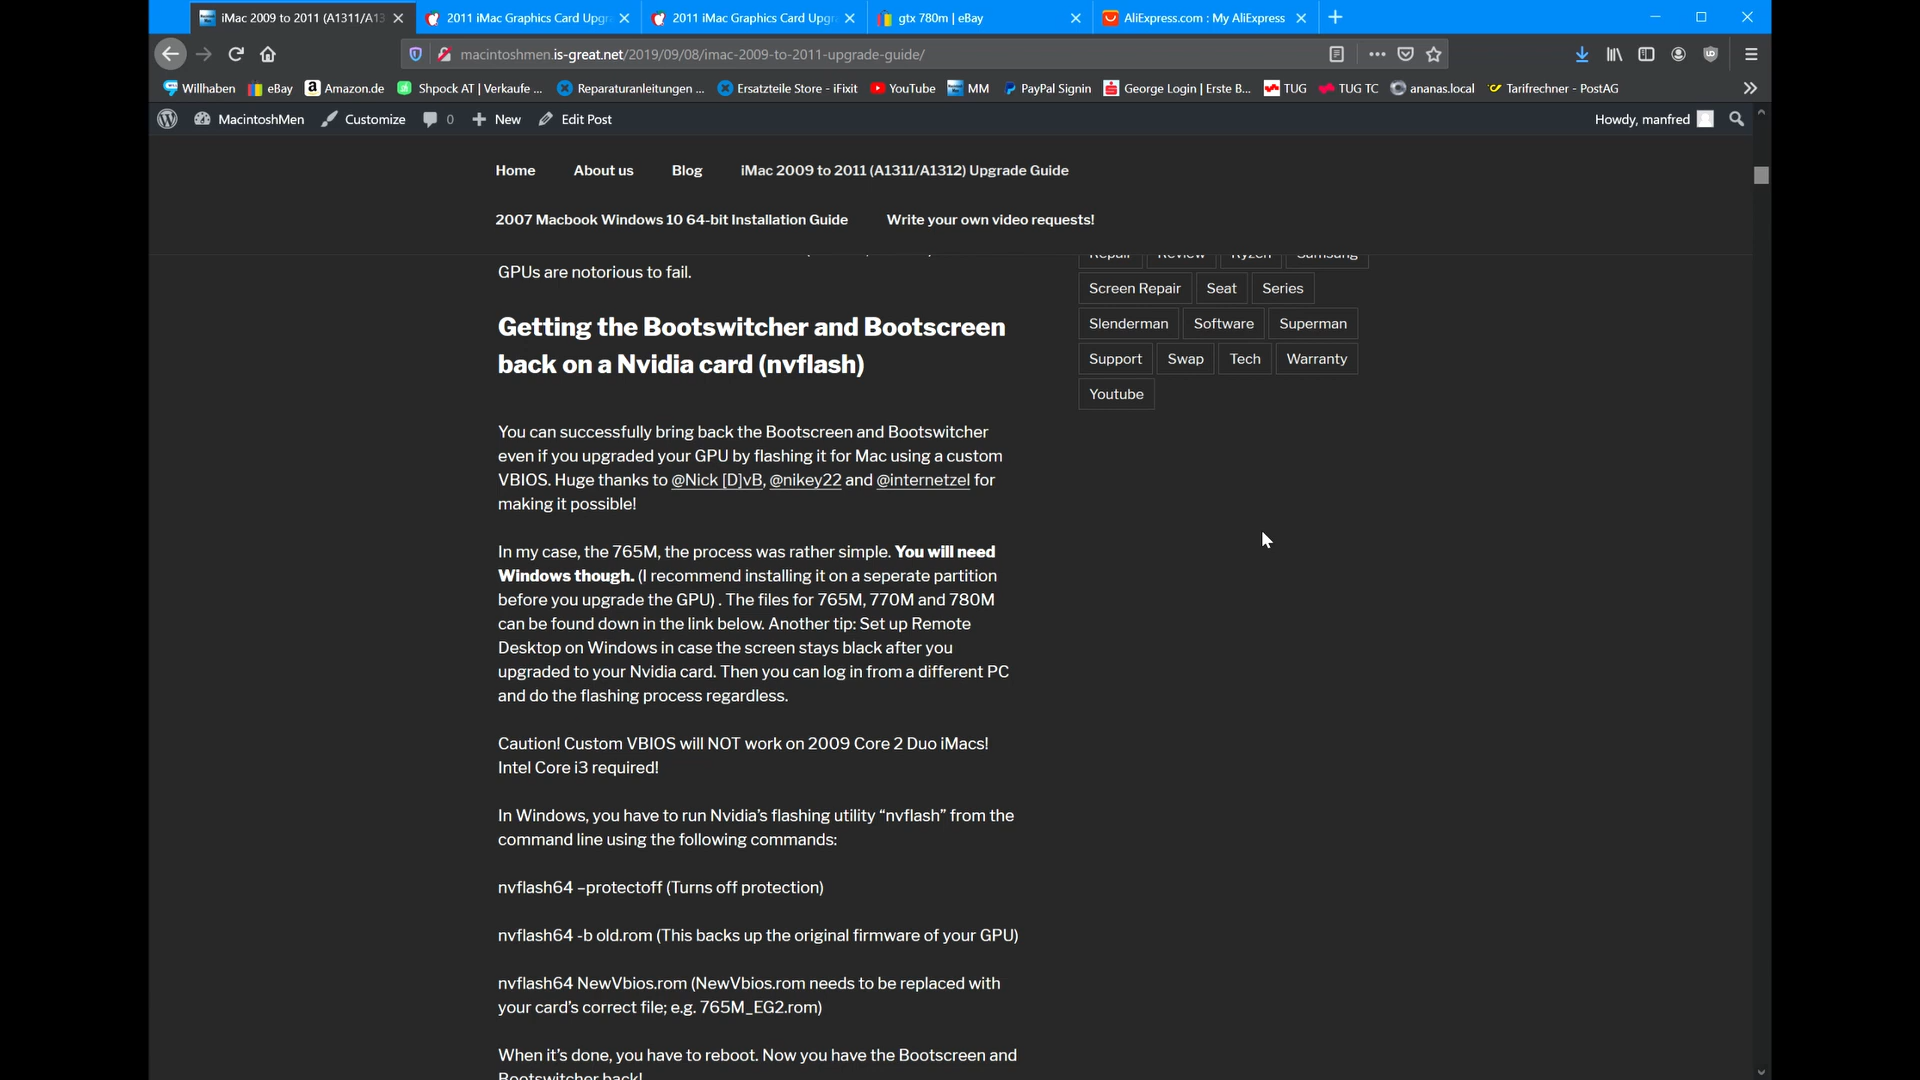 iMac 2009 to 2011 (A1311/A13
2011 iMac Graphics Card Upgr
2011 iMac Graphics Card Upgr
gtx 780m | eBay
AliExpress.com : My AliExpress
macintoshmen.is-great.net/2019/09/08/imac-2009-to-2011-upgrade-guide/
Willhaben
eBay
Amazon.de
Shpock AT | Verkaufe ...
Reparaturanleitungen ...
Ersatzteile Store - iFixit
YouTube
MM
PayPal Signin
George Login | Erste B...
TUG
TUG TC
ananas.local
Tarifrechner - PostAG
MacintoshMen
Customize
0
New
Edit Post
Howdy, manfred
Home
About us
Blog
iMac 2009 to 2011 (A1311/A1312) Upgrade Guide
2007 Macbook Windows 10 64-bit Installation Guide
Write your own video requests!
GPUs are notorious to fail.
Getting the Bootswitcher and Bootscreen
back on a Nvidia card (nvflash)
You can successfully bring back the Bootscreen and Bootswitcher
even if you upgraded your GPU by flashing it for Mac using a custom
VBIOS. Huge thanks to @Nick [D]vB, @nikey22 and @internetzel for
making it possible!
In my case, the 765M, the process was rather simple. You will need
Windows though. (I recommend installing it on a seperate partition
before you upgrade the GPU) . The files for 765M, 770M and 780M
can be found down in the link below. Another tip: Set up Remote
Desktop on Windows in case the screen stays black after you
upgraded to your Nvidia card. Then you can log in from a different PC
and do the flashing process regardless.
Caution! Custom VBIOS will NOT work on 2009 Core 2 Duo iMacs!
Intel Core i3 required!
In Windows, you have to run Nvidia's flashing utility “nvflash” from the
command line using the following commands:
nvflash64 –protectoff (Turns off protection)
nvflash64 -b old.rom (This backs up the original firmware of your GPU)
nvflash64 NewVbios.rom (NewVbios.rom needs to be replaced with
your card's correct file; e.g. 765M_EG2.rom)
When it's done, you have to reboot. Now you have the Bootscreen and
Bootswitcher back!
Repair
Review
Ryzen
Samsung
Screen Repair
Seat
Series
Slenderman
Software
Superman
Support
Swap
Tech
Warranty
Youtube